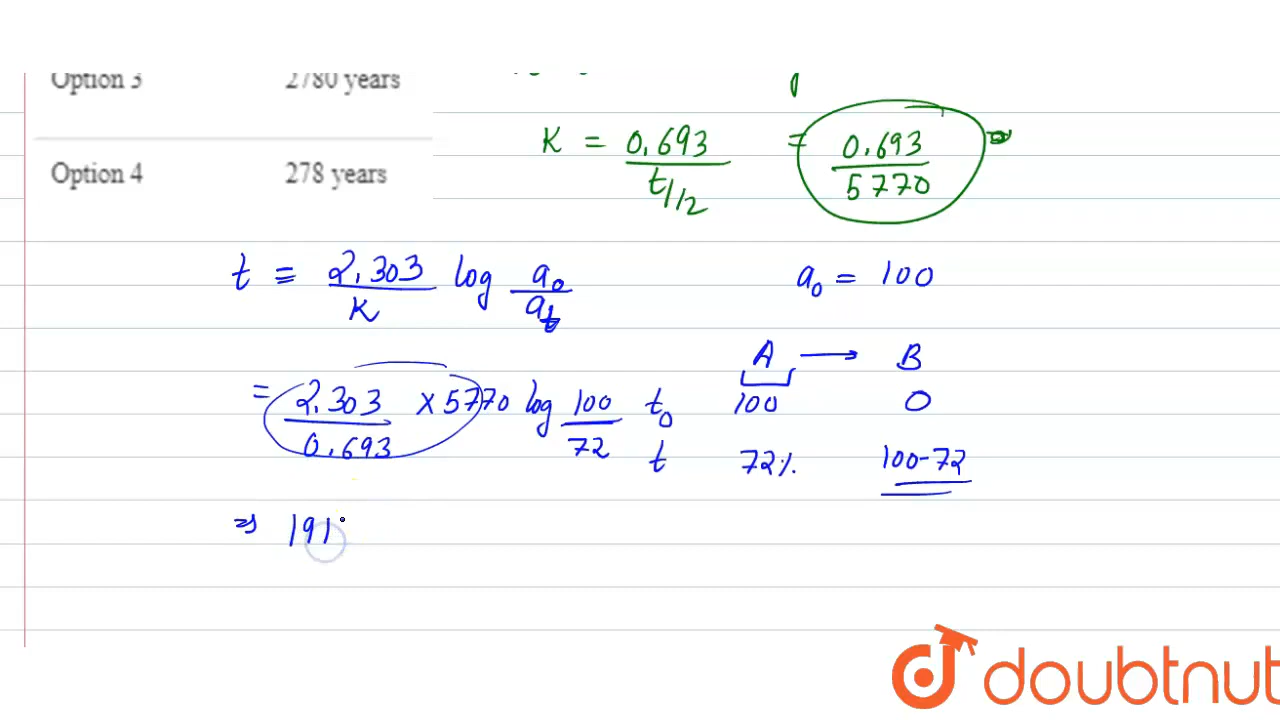 Option 3 2780 years
K = 0.693 / t1/2 = 0.693 / 5770 ⇒
Option 4 278 years
t = 2.303 / K log a0 / at a0 = 100
A → B
= 2.303 / 0.693 × 5770 log 100 / 72 t0 100 0
t 72% 100-72
⇒ 191
doubtnut